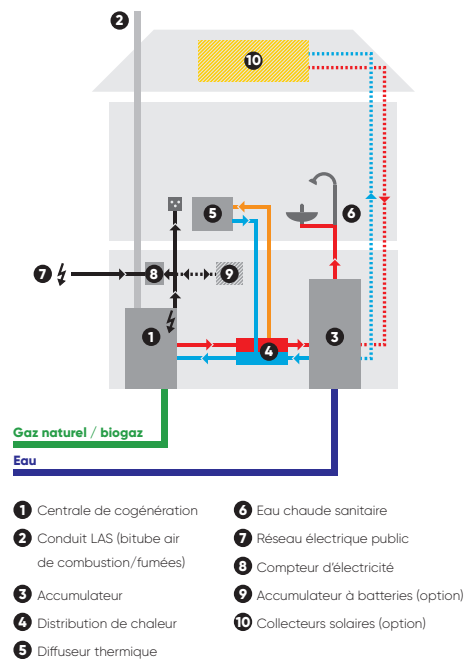 2
10
5
6
7
8
9
1
4
3
Gaz naturel / biogaz
Eau
1 Centrale de cogénération
2 Conduit LAS (bitube air
de combustion/fumées)
3 Accumulateur
4 Distribution de chaleur
5 Diffuseur thermique
6 Eau chaude sanitaire
7 Réseau électrique public
8 Compteur d'électricité
9 Accumulateur à batteries (option)
10 Collecteurs solaires (option)